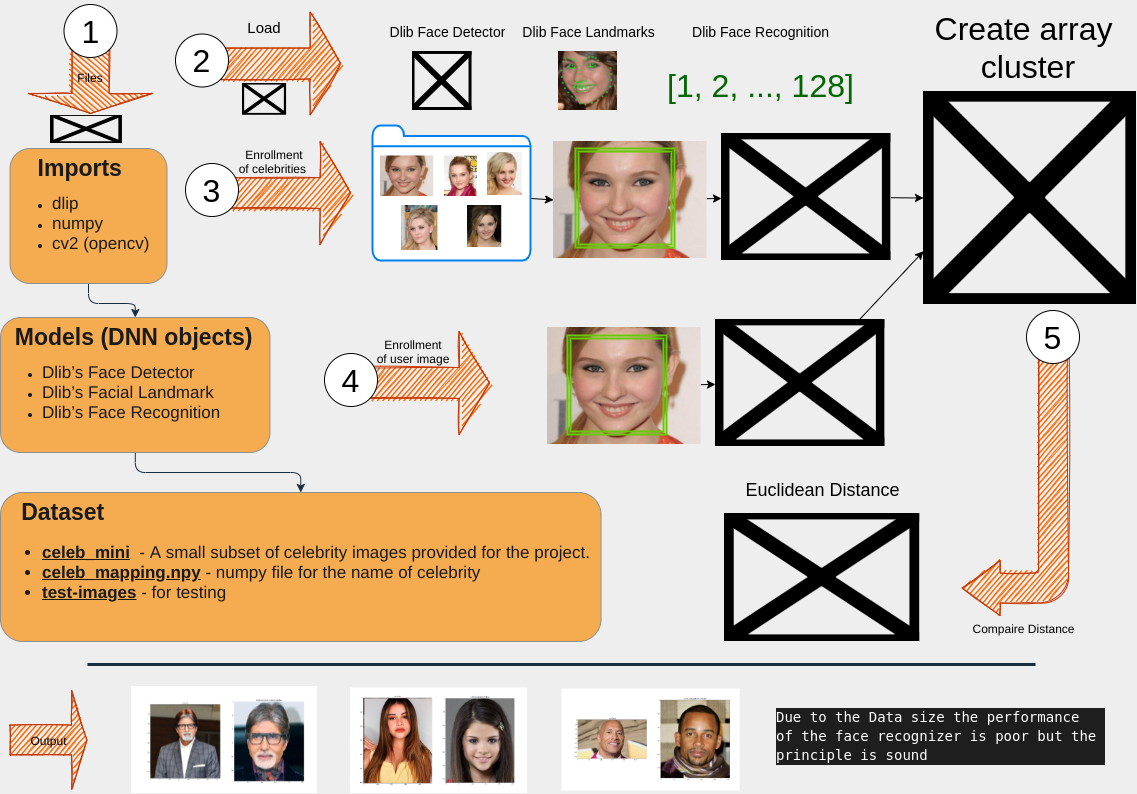 1
Files
2
Load
Dlib Face Detector
Dlib Face Landmarks
Dlib Face Recognition
[1, 2, ..., 128]
Create array
cluster
Imports
• dlip
• numpy
• cv2 (opencv)
3
Enrollment
of celebrities
Models (DNN objects)
• Dlib’s Face Detector
• Dlib’s Facial Landmark
• Dlib’s Face Recognition
4
Enrollment
of user image
5
Dataset
• celeb_mini - A small subset of celebrity images provided for the project.
• celeb_mapping.npy - numpy file for the name of celebrity
• test-images - for testing
Euclidean Distance
Compaire Distance
Output
Due to the Data size the performance
of the face recognizer is poor but the
principle is sound